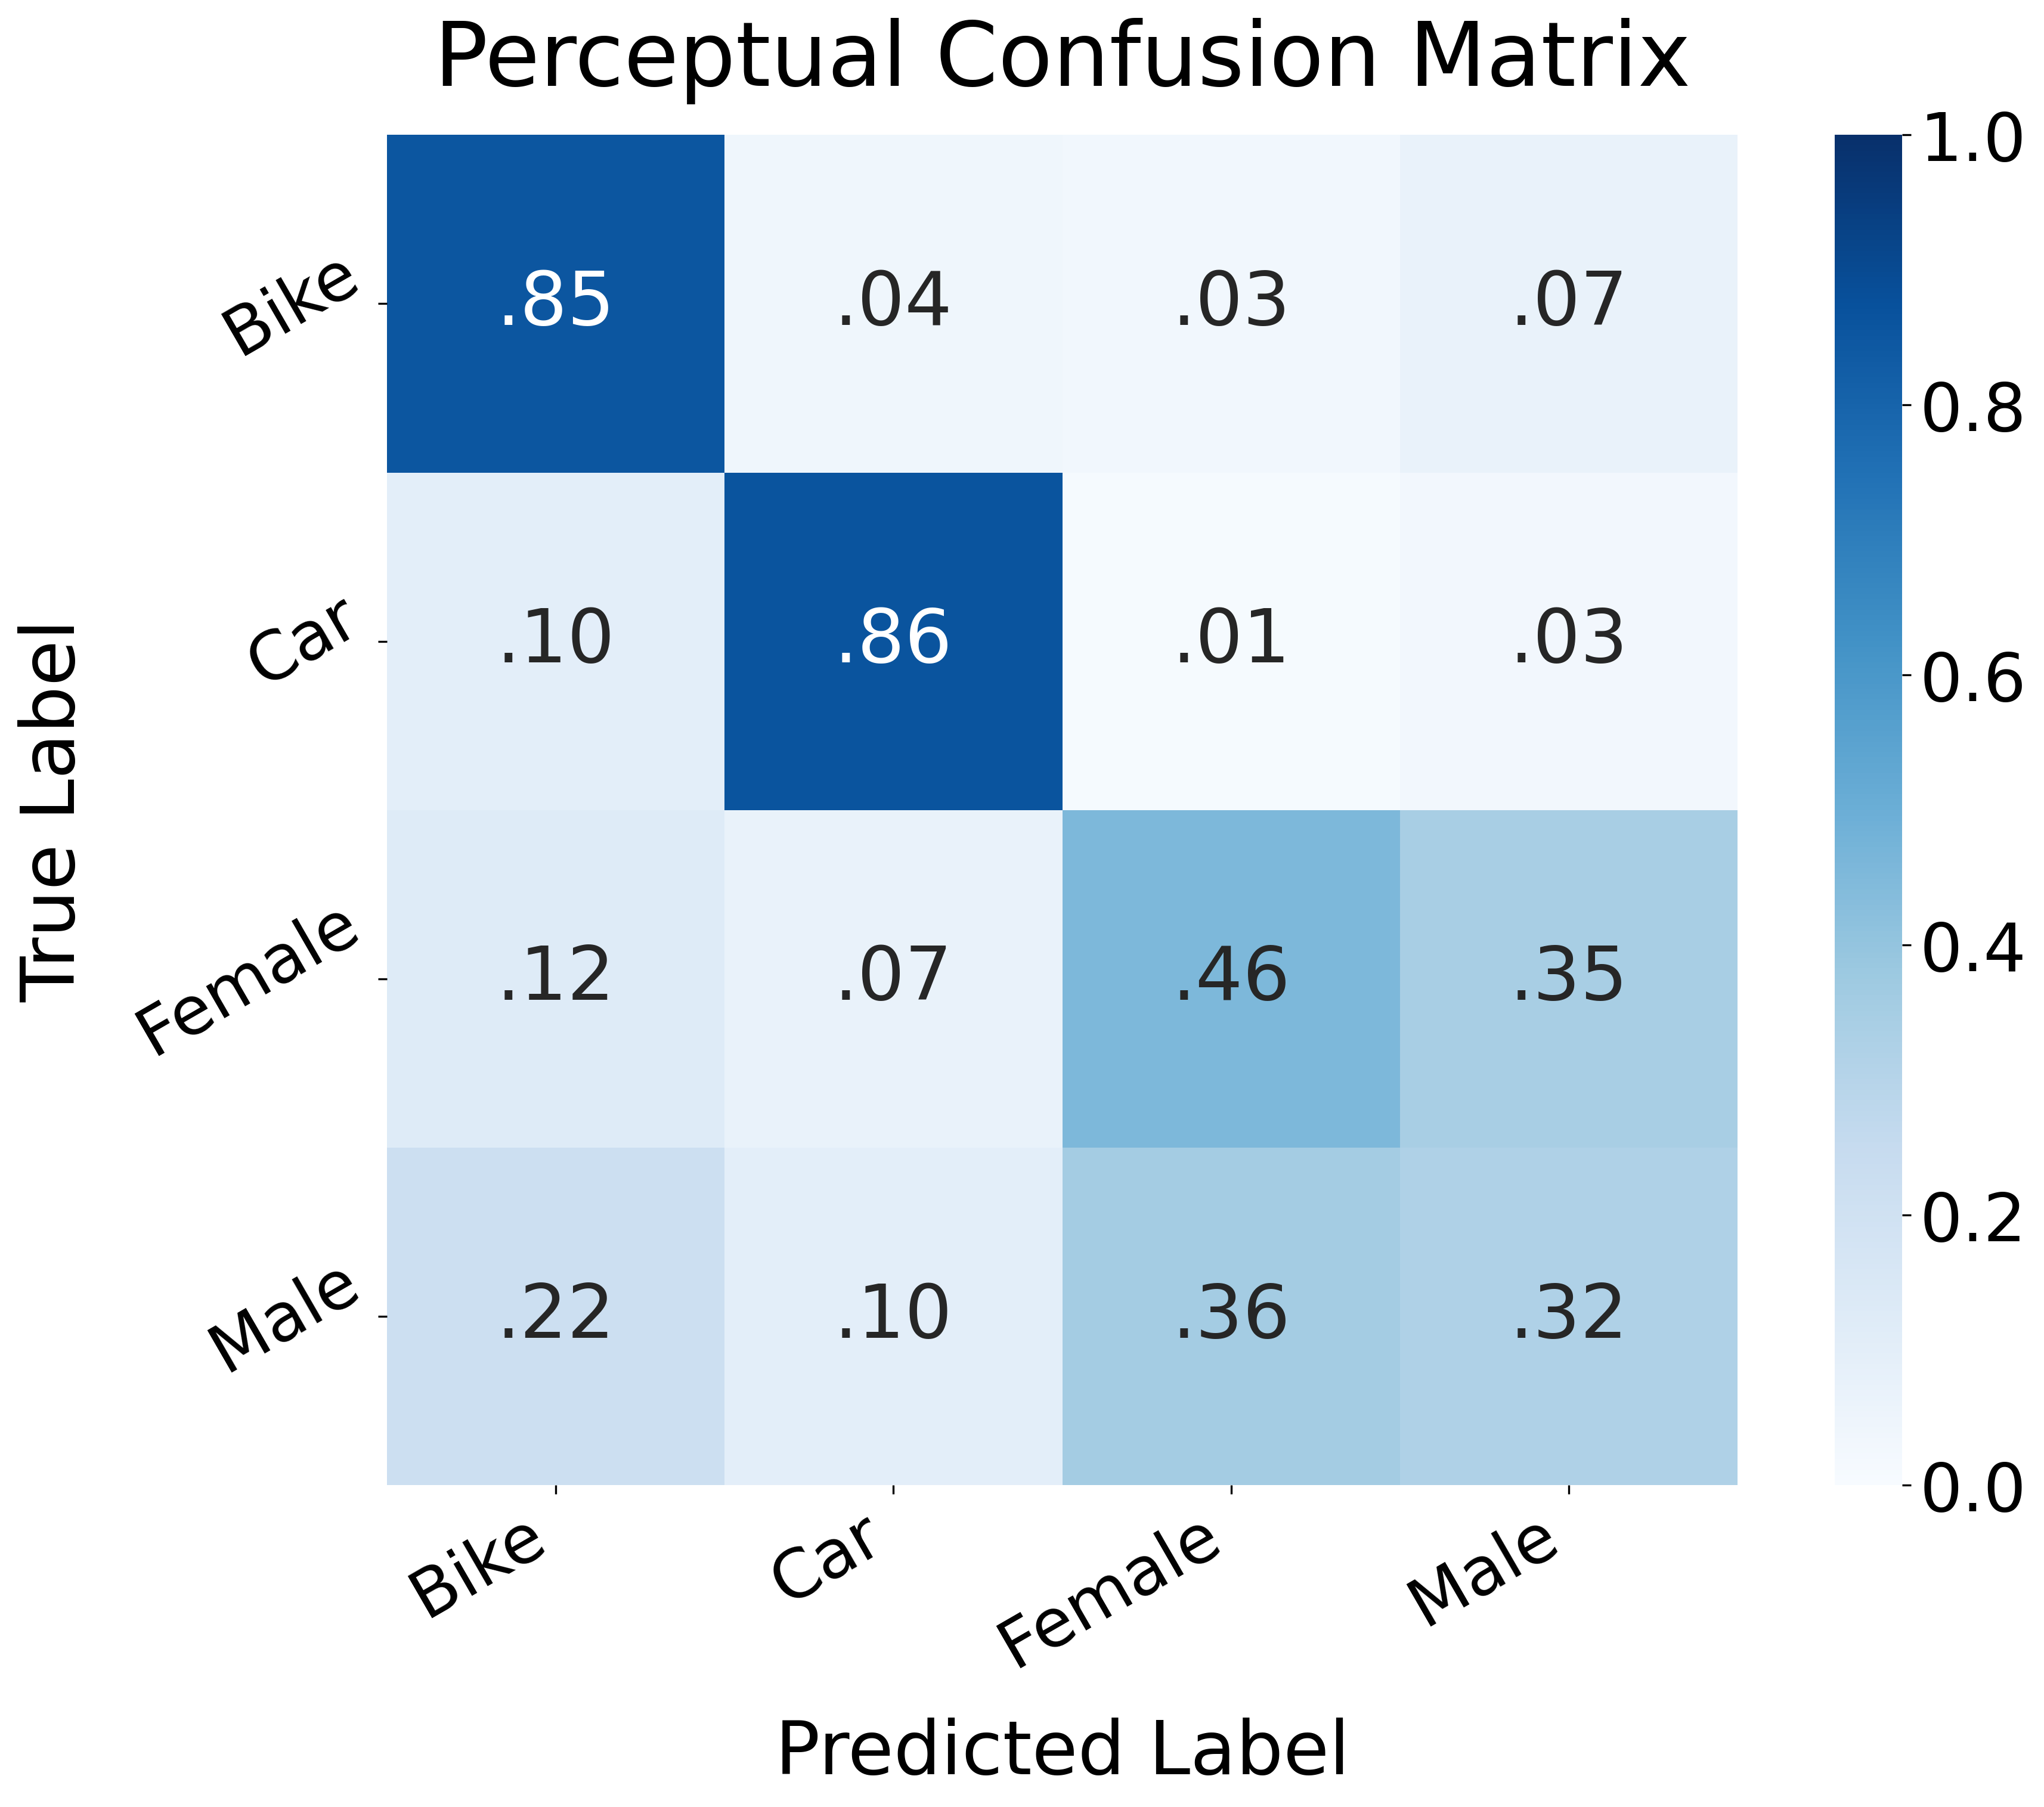 Perceptual Confusion Matrix
True Label
Bike .85 .04 .03 .07
Car .10 .86 .01 .03
Female .12 .07 .46 .35
Male .22 .10 .36 .32
Bike Car Female Male
Predicted Label
1.0
0.8
0.6
0.4
0.2
0.0